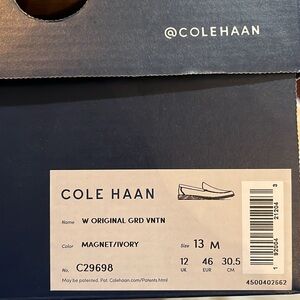 @COLEHAAN
COLE HAAN
Name W ORIGINAL GRD VNTN
Color MAGNET/IVORY
Size 13 M
No. C29698
12 46 30.5
UK EUR CM
May be patented. Pat. Colehaan.com/Patents.html
4500402662